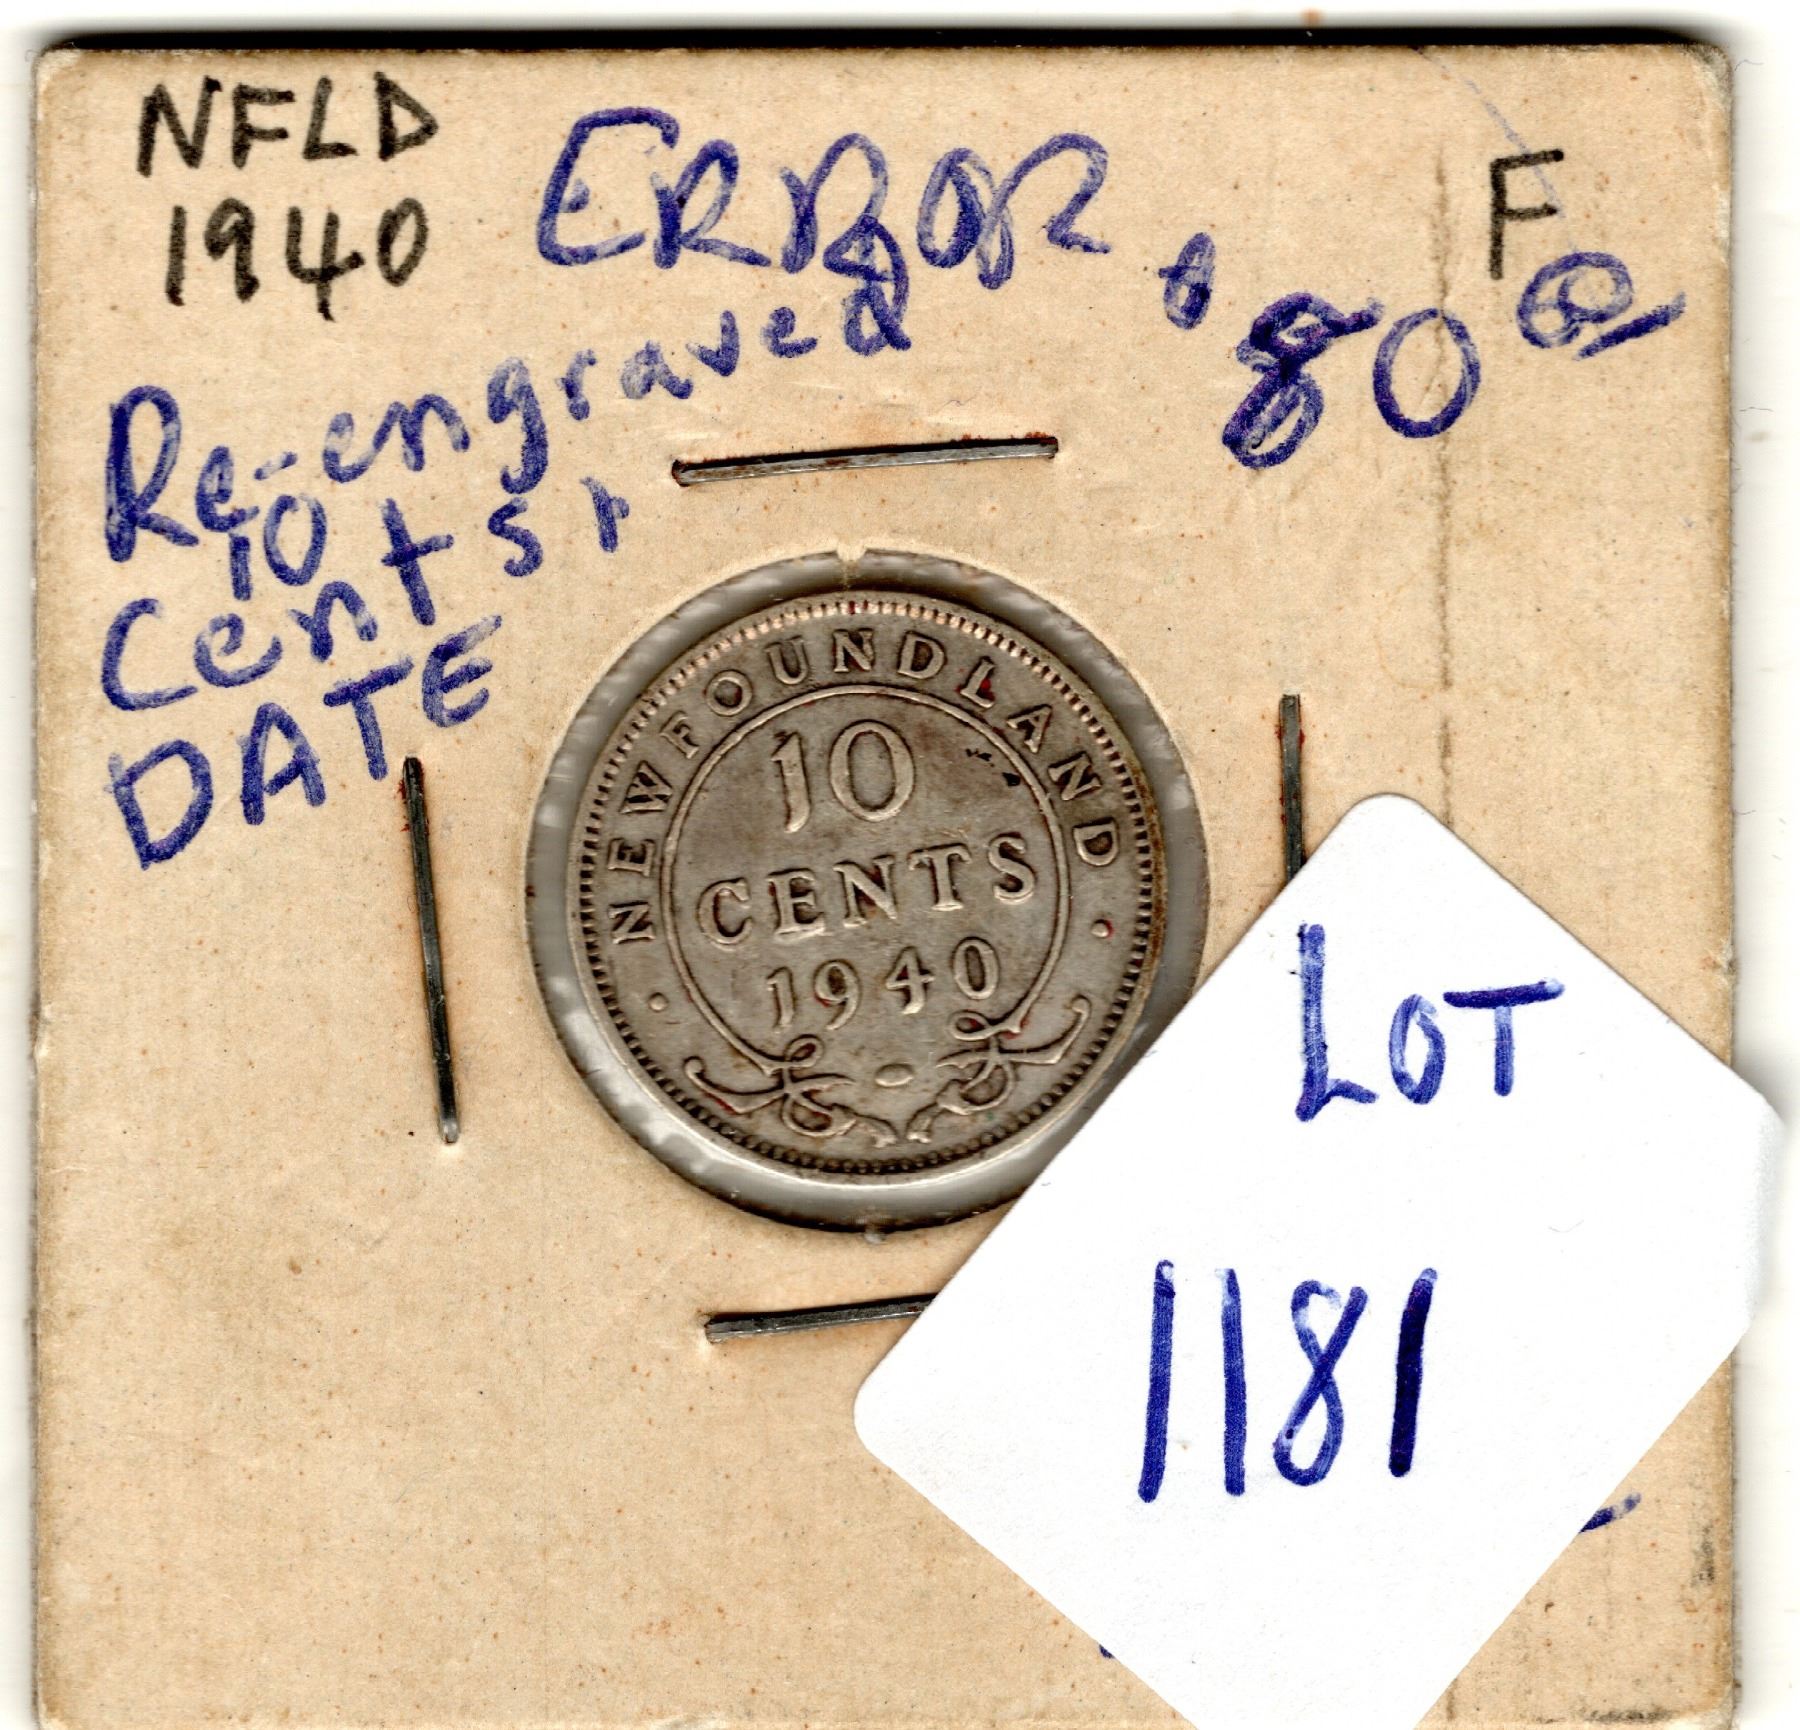 NFLD
1940
ERROR
F
80
Re-engraved
10
Cents
DATE
NEWFOUNDLAND
10
CENTS
1940
LOT
1181